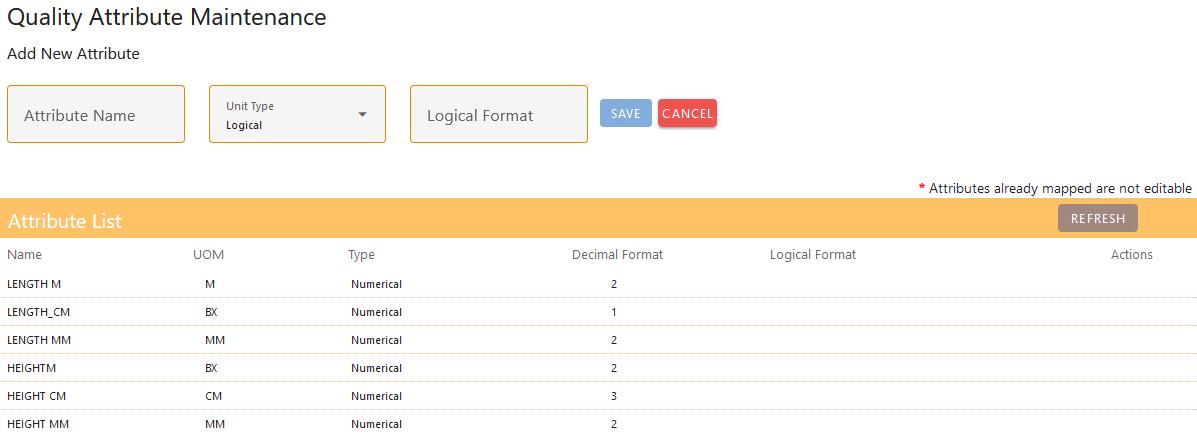 Quality Attribute Maintenance
Add New Attribute
Attribute Name
Unit Type
Logical
Logical Format
SAVE
CANCEL
* Attributes already mapped are not editable
Attribute List
REFRESH
Name UOM Type Decimal Format Logical Format Actions
LENGTH M M Numerical 2
LENGTH_CM BX Numerical 1
LENGTH MM MM Numerical 2
HEIGHTM BX Numerical 2
HEIGHT CM CM Numerical 3
HEIGHT MM MM Numerical 2